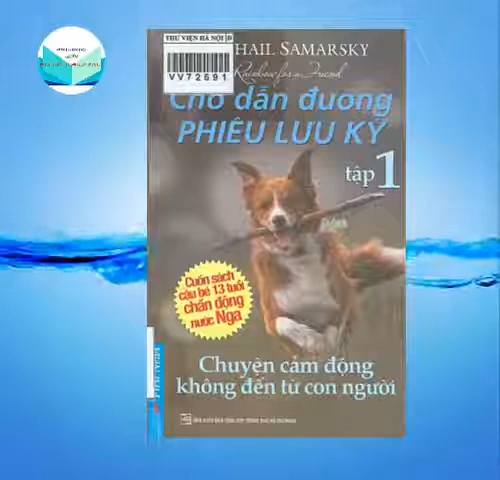 THƯ VIỆN HÀ NỘI
VV72691
HAIL SAMARSKY
Rainbow for a Friend
Chó dẫn đường
PHIÊU LƯU KÝ
tập 1
Cuốn sách
cậu bé 13 tuổi
chấn động
nước Nga
Chuyện cảm động
không đến từ con người